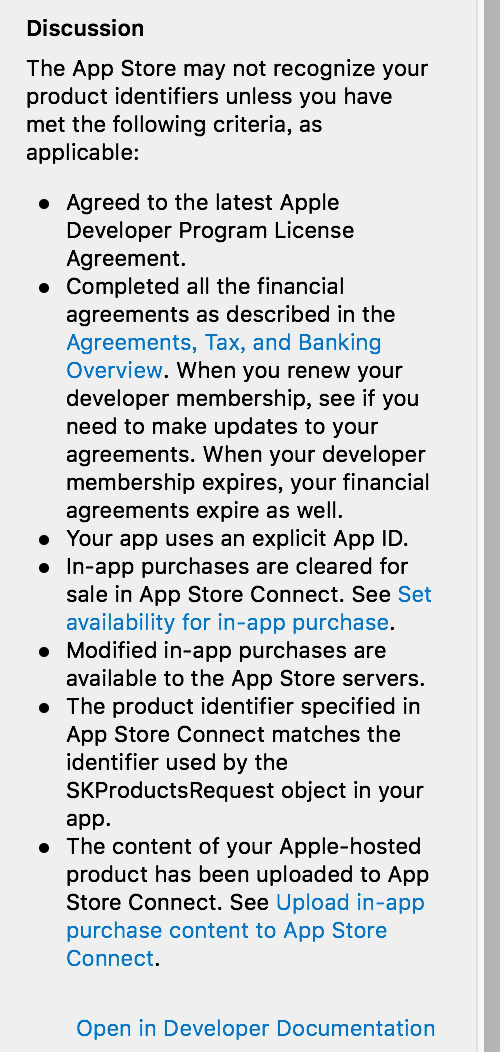 Discussion
The App Store may not recognize your
product identifiers unless you have
met the following criteria, as
applicable:
• Agreed to the latest Apple
Developer Program License
Agreement.
• Completed all the financial
agreements as described in the
Agreements, Tax, and Banking
Overview. When you renew your
developer membership, see if you
need to make updates to your
agreements. When your developer
membership expires, your financial
agreements expire as well.
• Your app uses an explicit App ID.
• In-app purchases are cleared for
sale in App Store Connect. See Set
availability for in-app purchase.
• Modified in-app purchases are
available to the App Store servers.
• The product identifier specified in
App Store Connect matches the
identifier used by the
SKProductsRequest object in your
app.
• The content of your Apple-hosted
product has been uploaded to App
Store Connect. See Upload in-app
purchase content to App Store
Connect.
Open in Developer Documentation